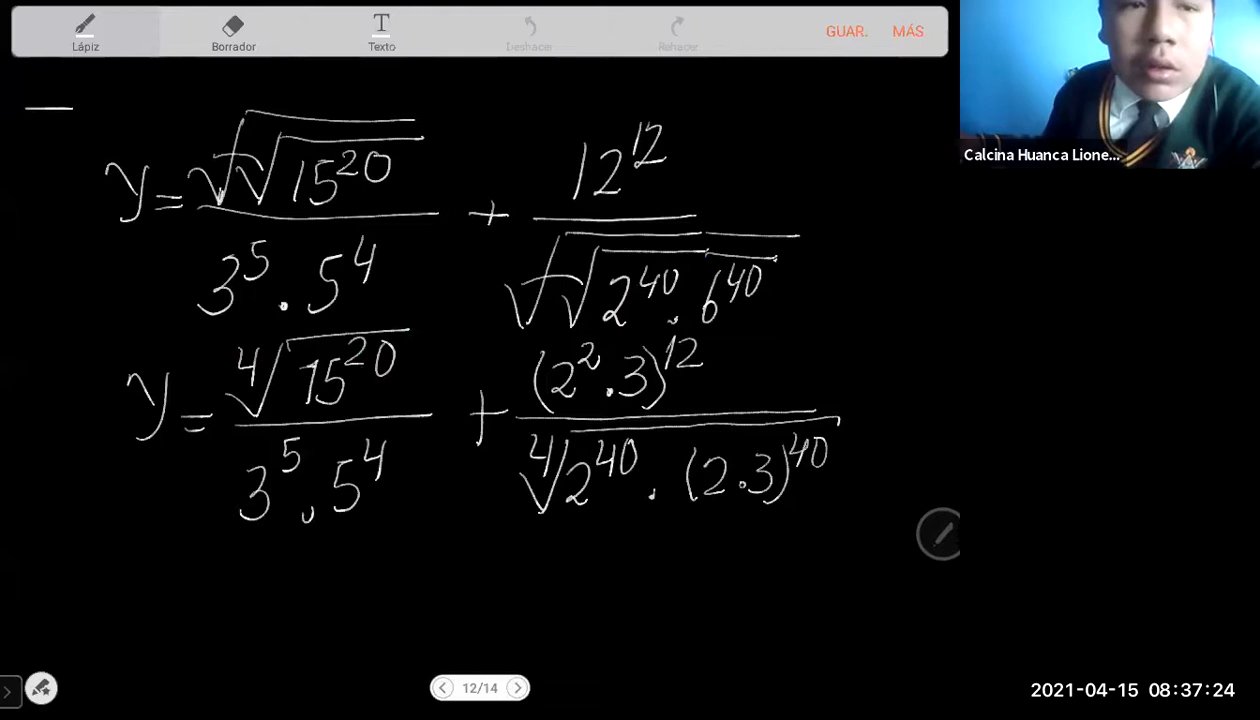 Lápiz Borrador Texto Deshacer Rehacer GUAR. MÁS
Calcina Huanca Lione...
y = √√15^20 / 3^5 . 5^4 + 12^12 / √√2^40 . 6^40
y = ⁴√15^20 / 3^5 . 5^4 + (2^2 . 3)^12 / ⁴√2^40 . (2.3)^40
12/14
2021-04-15 08:37:24